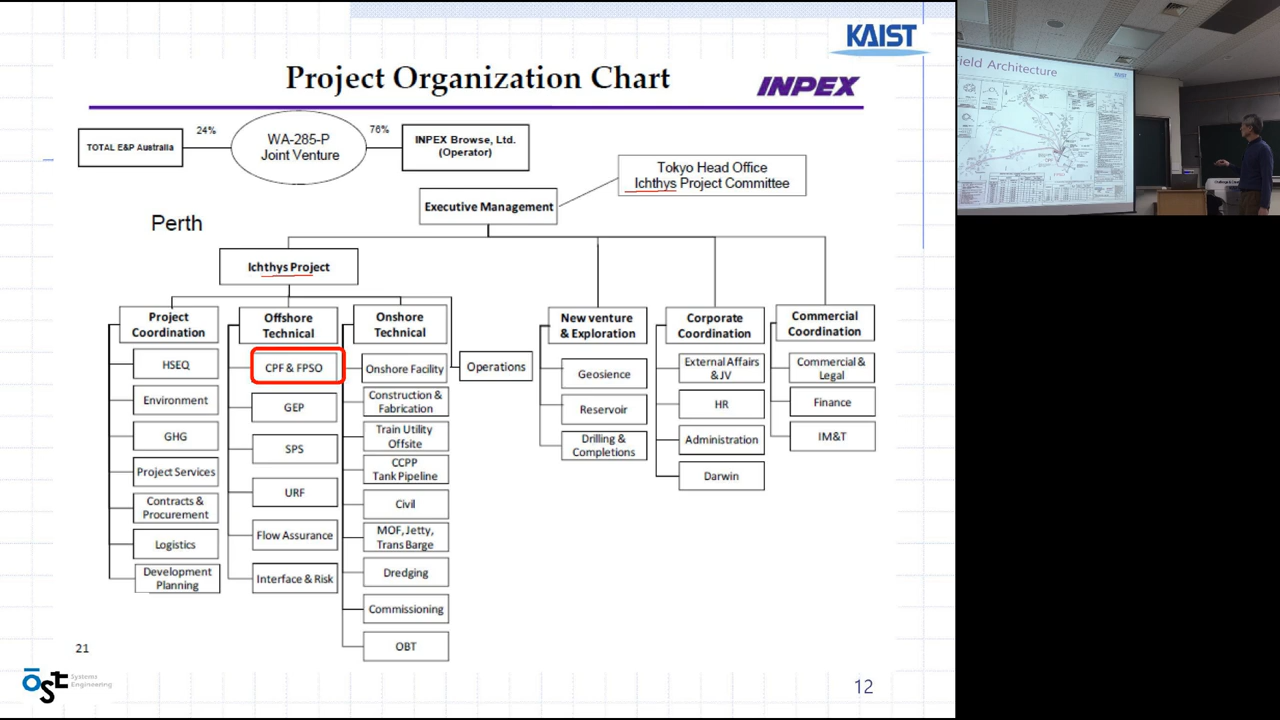 KAIST
Project Organization Chart
INPEX
TOTAL E&P Australia
24%
WA-285-P
Joint Venture
76%
INPEX Browse, Ltd.
(Operator)
Tokyo Head Office
Ichthys Project Committee
Executive Management
Perth
Ichthys Project
Project
Coordination
HSEQ
Environment
GHG
Project Services
Contracts &
Procurement
Logistics
Development
Planning
Offshore
Technical
CPF & FPSO
GEP
SPS
URF
Flow Assurance
Interface & Risk
Onshore
Technical
Onshore Facility
Construction &
Fabrication
Train Utility
Offsite
CCPP
Tank Pipeline
Civil
MOF, Jetty,
Trans Barge
Dredging
Commissioning
OBT
Operations
New venture
& Exploration
Geosience
Reservoir
Drilling &
Completions
Corporate
Coordination
External Affairs
& JV
HR
Administration
Darwin
Commercial
Coordination
Commercial &
Legal
Finance
IM&T
21
OST
Systems
Engineering
12
Field Architecture
KAIST